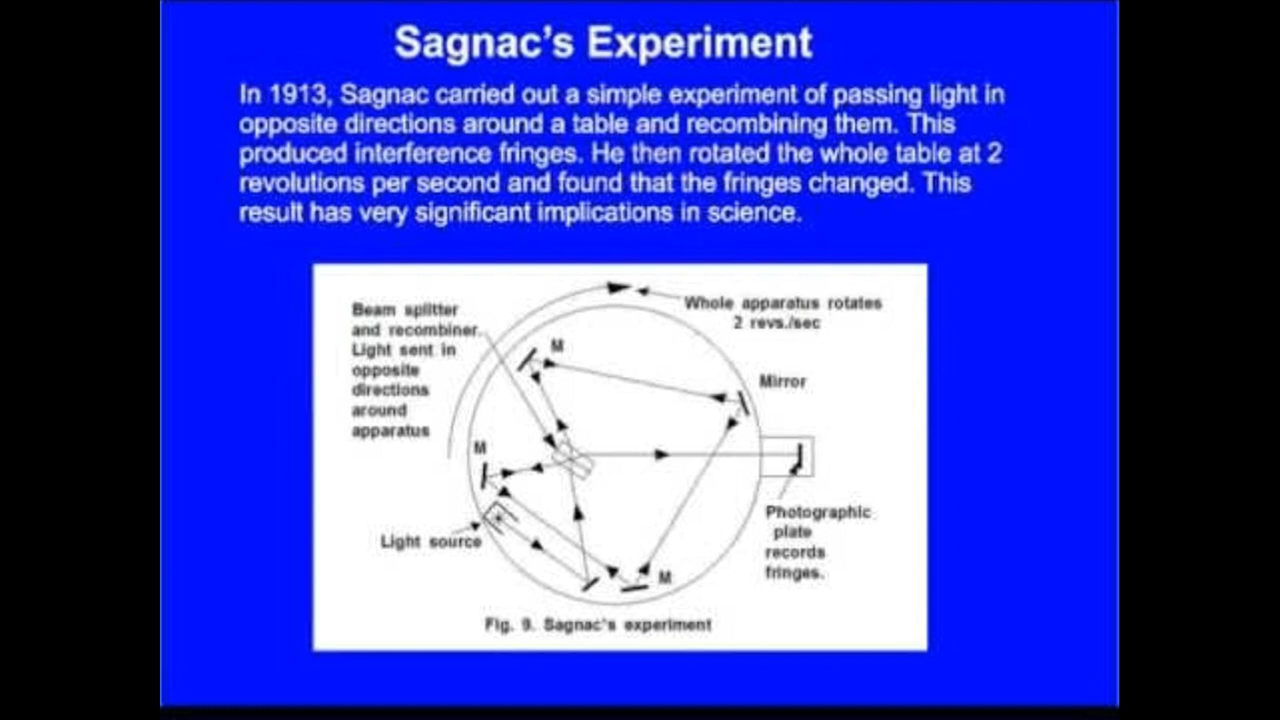 Sagnac's Experiment
In 1913, Sagnac carried out a simple experiment of passing light in
opposite directions around a table and recombining them. This
produced interference fringes. He then rotated the whole table at 2
revolutions per second and found that the fringes changed. This
result has very significant implications in science.
Beam splitter
and recombiner.
Light sent in
opposite
directions
around
apparatus
Whole apparatus rotates
2 revs./sec
M
Mirror
M
Light source
M
Photographic
plate
records
fringes.
Fig. 9. Sagnac's experiment